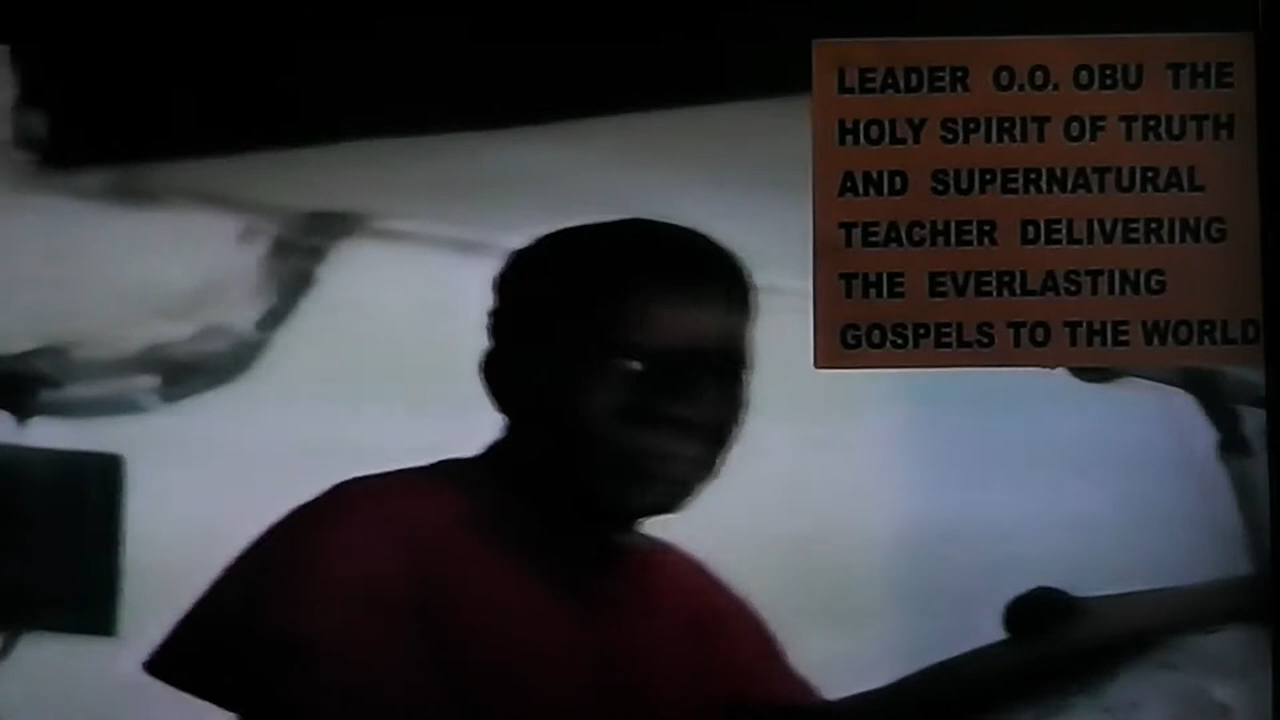 LEADER O.O. OBU THE
HOLY SPIRIT OF TRUTH
AND SUPERNATURAL
TEACHER DELIVERING
THE EVERLASTING
GOSPELS TO THE WORLD